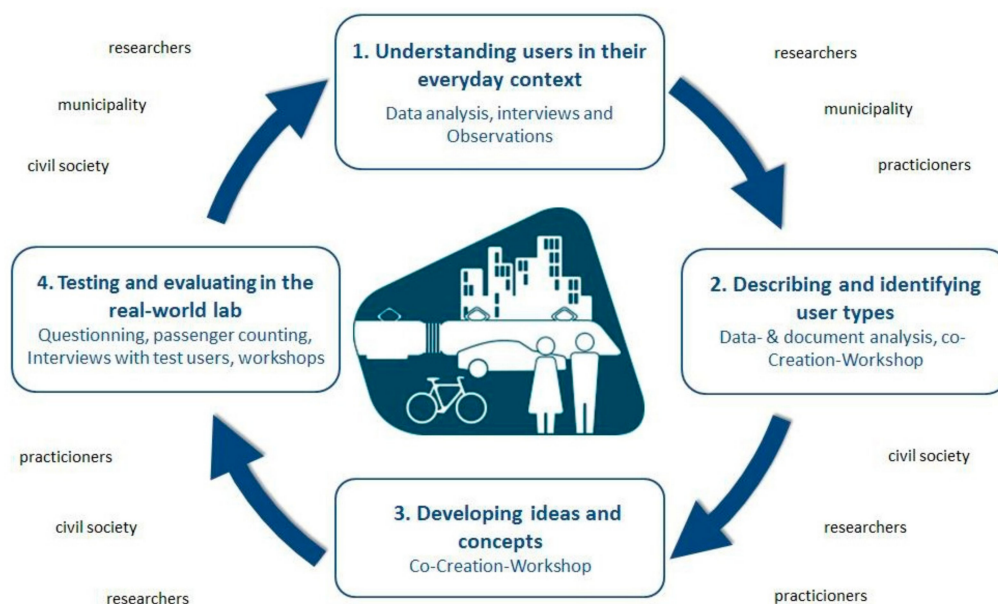 researchers
municipality
civil society
1. Understanding users in their
everyday context
Data analysis, interviews and
Observations
researchers
municipality
practicioners
2. Describing and identifying
user types
Data- & document analysis, co-
Creation-Workshop
civil society
researchers
practicioners
3. Developing ideas and
concepts
Co-Creation-Workshop
4. Testing and evaluating in the
real-world lab
Questionning, passenger counting,
Interviews with test users, workshops
practicioners
civil society
researchers